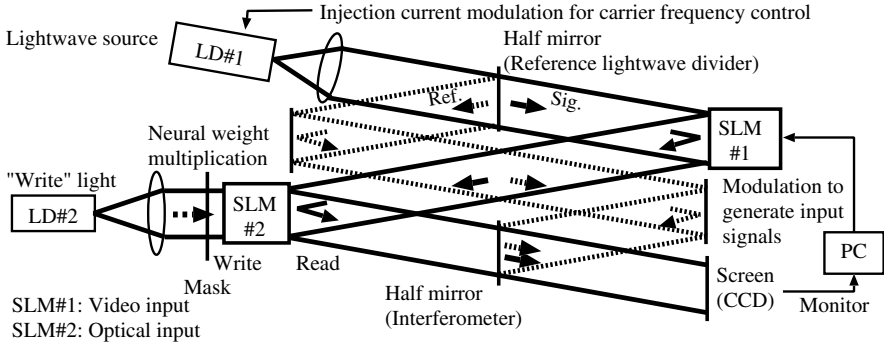 Injection current modulation for carrier frequency control
Lightwave source
LD#1
Half mirror
(Reference lightwave divider)
Ref.
Sig.
SLM
#1
Neural weight
multiplication
"Write" light
LD#2
SLM
#2
Modulation to
generate input
signals
PC
Write
Read
Mask
Screen
(CCD)
Monitor
Half mirror
(Interferometer)
SLM#1: Video input
SLM#2: Optical input